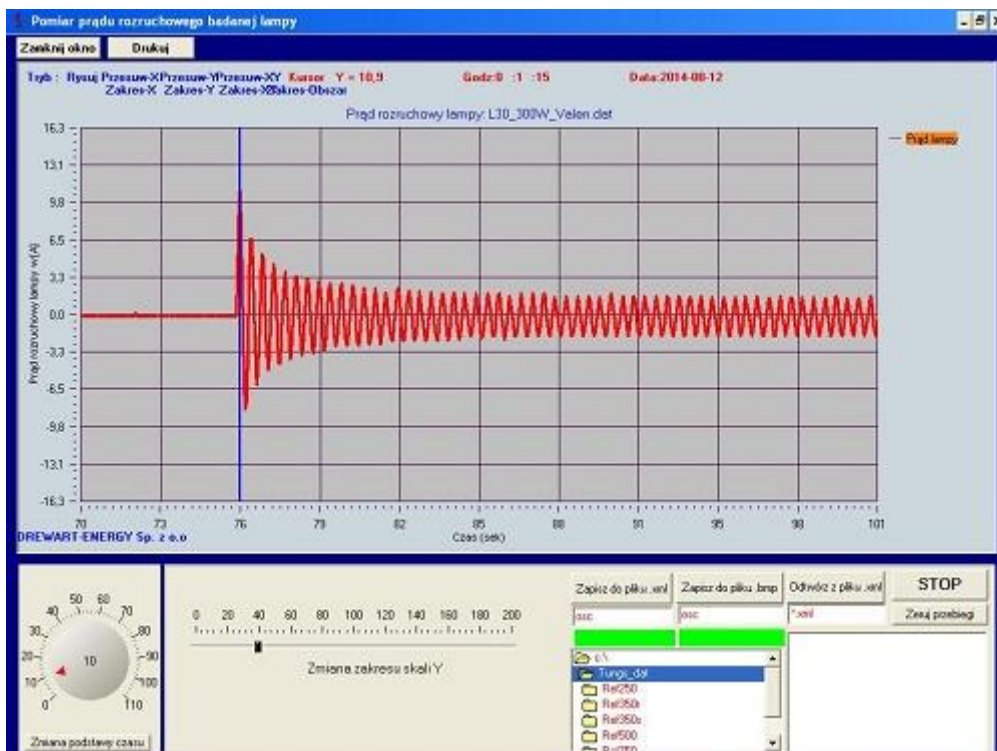 Pomiar prądu rozruchowego badanej lampy
Zamknij okno Drukuj
Tryb : Rysuj Przesuw-X Przesuw-Y Przesuw-XY Kursor Y = 10,9 Godz:0 :1 :15 Data:2014-08-12
Zakres-X Zakres-Y Zakres-XY Zakres-Obszar
Prąd rozruchowy lampy: L30_300W_Velen.dat
Prąd lampy
16,3
13,1
9,8
6,5
3,3
0,0
-3,3
-6,5
-9,8
-13,1
-16,3
Prąd rozruchowy lampy w[A]
70 73 76 79 82 85 88 91 95 98 101
Czas (sek)
DREWART-ENERGY Sp. z o.o
0 10 20 30 40 50 60 70 80 90 100 110
10
Zmiana podstawy czasu
0 20 40 60 80 100 120 140 160 180 200
Zmiana zakresu skali Y
Zapisz do pliku .xml Zapisz do pliku .bmp Odtwórz z pliku .xml STOP
osc osc *.xml Zeruj przebiegi
c:\
Tungs_dat
Ref250
Ref350
Ref500
Ref750